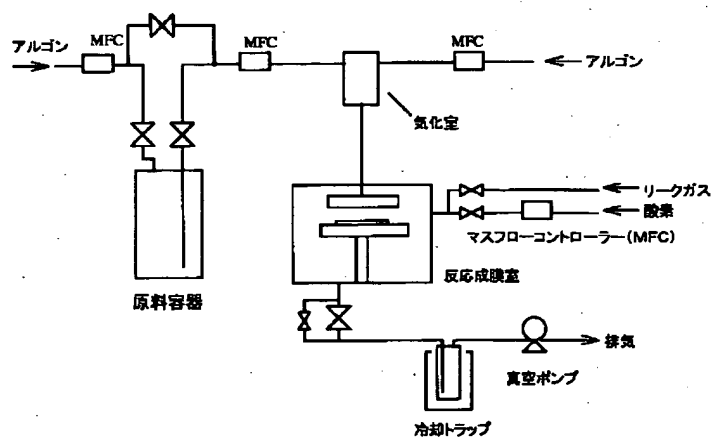 アルゴン
MFC
MFC
MFC
アルゴン
気化室
リークガス
酸素
マスフローコントローラー(MFC)
反応成膜室
原料容器
排気
真空ポンプ
冷却トラップ